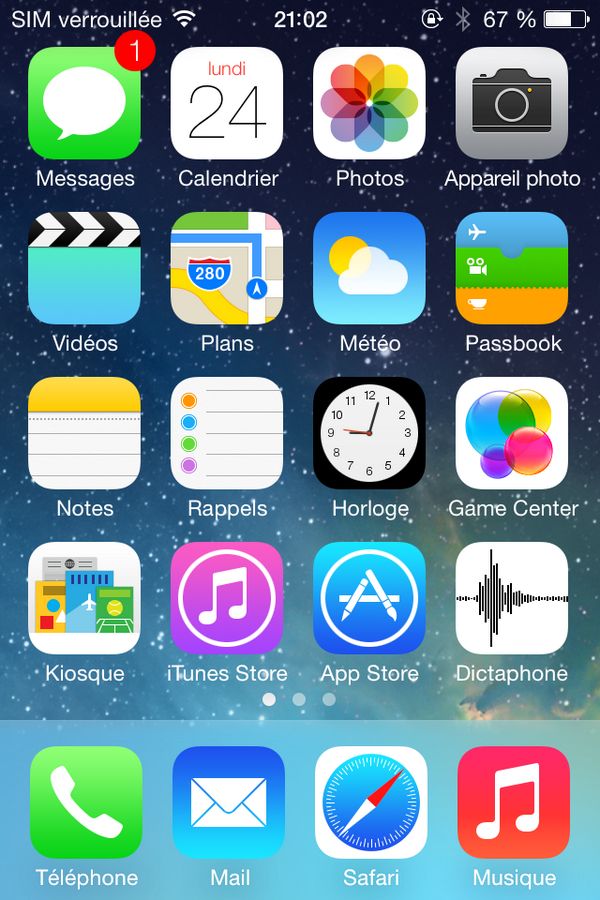 SIM verrouillée 21:02 67 %
1
lundi
24
Messages Calendrier Photos Appareil photo
280
Vidéos Plans Météo Passbook
12
11 1
10 2
9 3
8 4
7 5
6
Notes Rappels Horloge Game Center
Kiosque iTunes Store App Store Dictaphone
Téléphone Mail Safari Musique